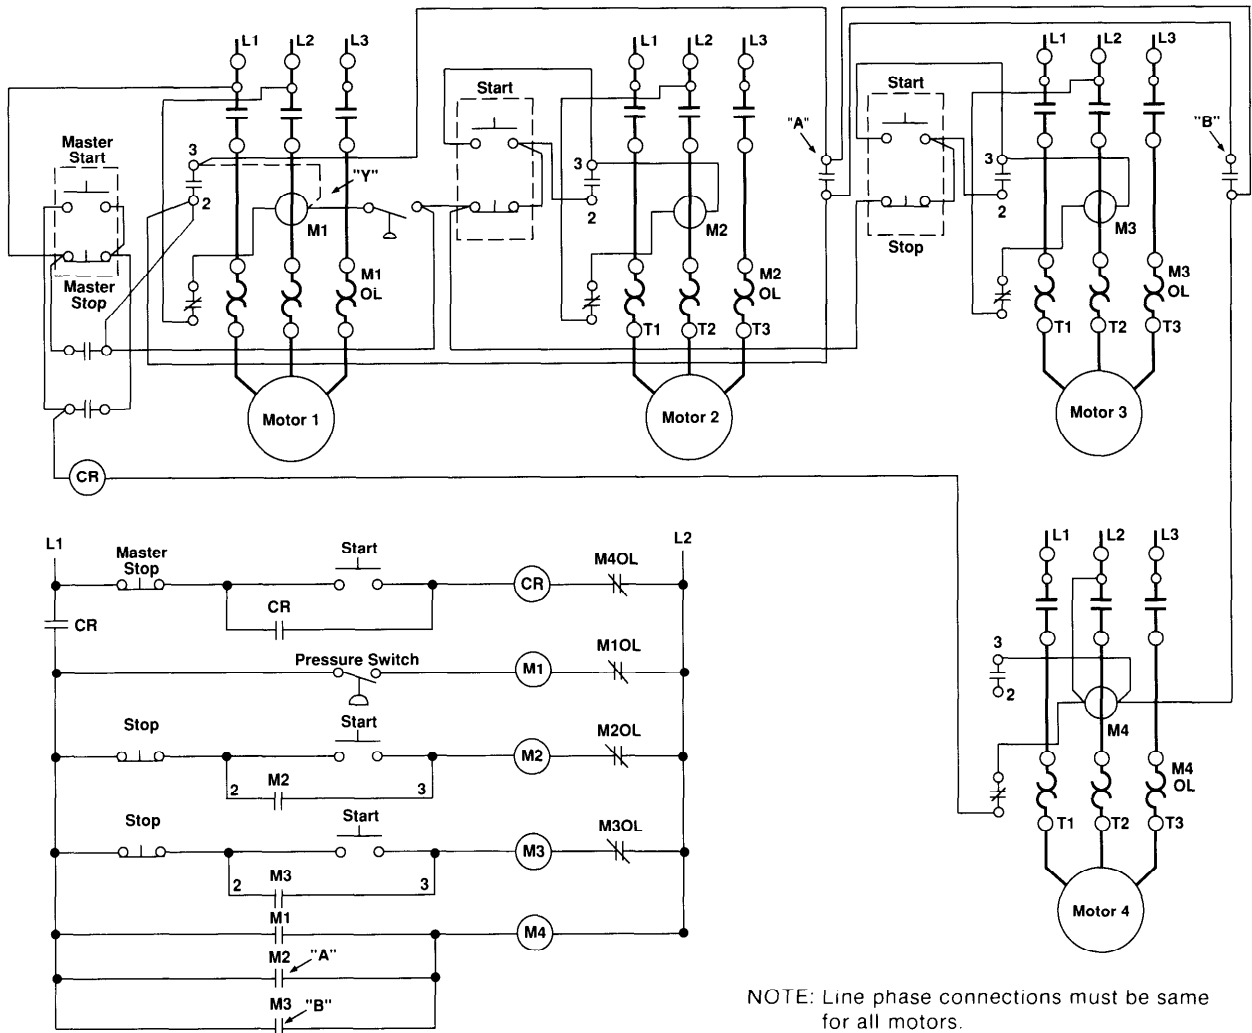 L1 L2 L3
L1 L2 L3
L1 L2 L3
Start
Start
"A"
"B"
Master
Start
3
"Y"
3
3
2
2
2
M1
M2
M3
Stop
Master
Stop
M1
OL
M2
OL
M3
OL
T1 T2 T3
T1 T2 T3
Motor 1
Motor 2
Motor 3
CR
L1
L2
Master
Stop
Start
CR
M4OL
CR
CR
Pressure Switch
M1
M1OL
Stop
Start
M2
M2OL
2
M2
3
Stop
Start
M3
M3OL
2
M3
3
M1
M4
M2
"A"
M3
"B"
L1 L2 L3
3
2
M4
M4
OL
T1 T2 T3
Motor 4
NOTE: Line phase connections must be same
for all motors.